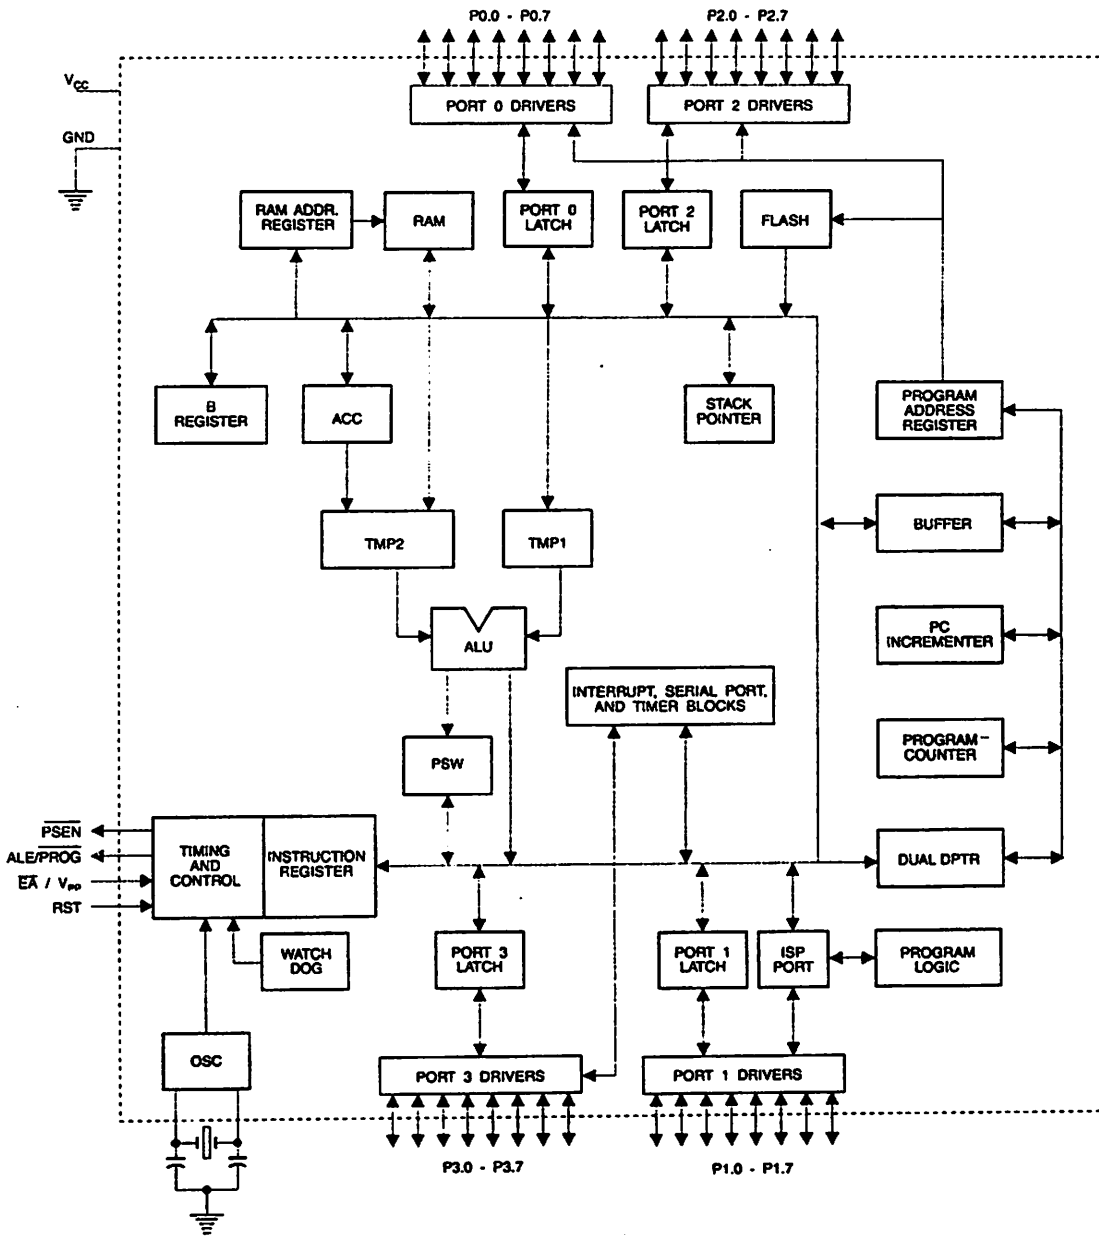 P0.0 - P0.7
P2.0 - P2.7
VCC
GND
PORT 0 DRIVERS
PORT 2 DRIVERS
RAM ADDR.
REGISTER
RAM
PORT 0
LATCH
PORT 2
LATCH
FLASH
B
REGISTER
ACC
STACK
POINTER
PROGRAM
ADDRESS
REGISTER
TMP2
TMP1
BUFFER
ALU
PC
INCREMENTER
INTERRUPT, SERIAL PORT,
AND TIMER BLOCKS
PSW
PROGRAM
COUNTER
PSEN
ALE/PROG
EA / VPP
RST
TIMING
AND
CONTROL
INSTRUCTION
REGISTER
DUAL DPTR
WATCH
DOG
PORT 3
LATCH
PORT 1
LATCH
ISP
PORT
PROGRAM
LOGIC
OSC
PORT 3 DRIVERS
PORT 1 DRIVERS
P3.0 - P3.7
P1.0 - P1.7